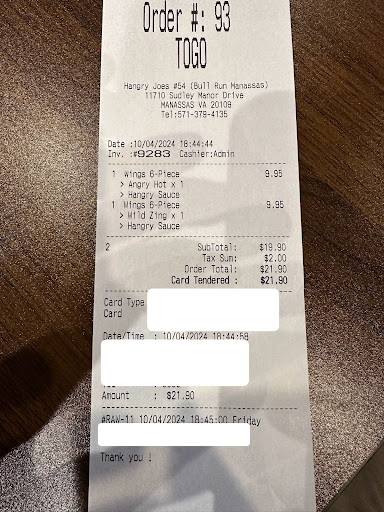 Order #: 93
TOGO
Hangry Joes #54 (Bull Run Manassas)
11710 Sudley Manor Drive
MANASSAS VA 20109
Tel:571-379-4135
Date :10/04/2024 18:44:44
Inv. :#9283 Cashier:Admin
1 Wings 6-Piece 9.95
> Angry Hot x 1
> Hangry Sauce
1 Wings 6-Piece 9.95
> Wild Zing x 1
> Hangry Sauce
2 SubTotal: $19.90
Tax Sum: $2.00
Order Total: $21.90
Card Tendered : $21.90
Card Type
Card
Date/Time : 10/04/2024 18:44:58
Amount : $21.90
#RAW-11 10/04/2024 18:45:00 Friday
Thank you !